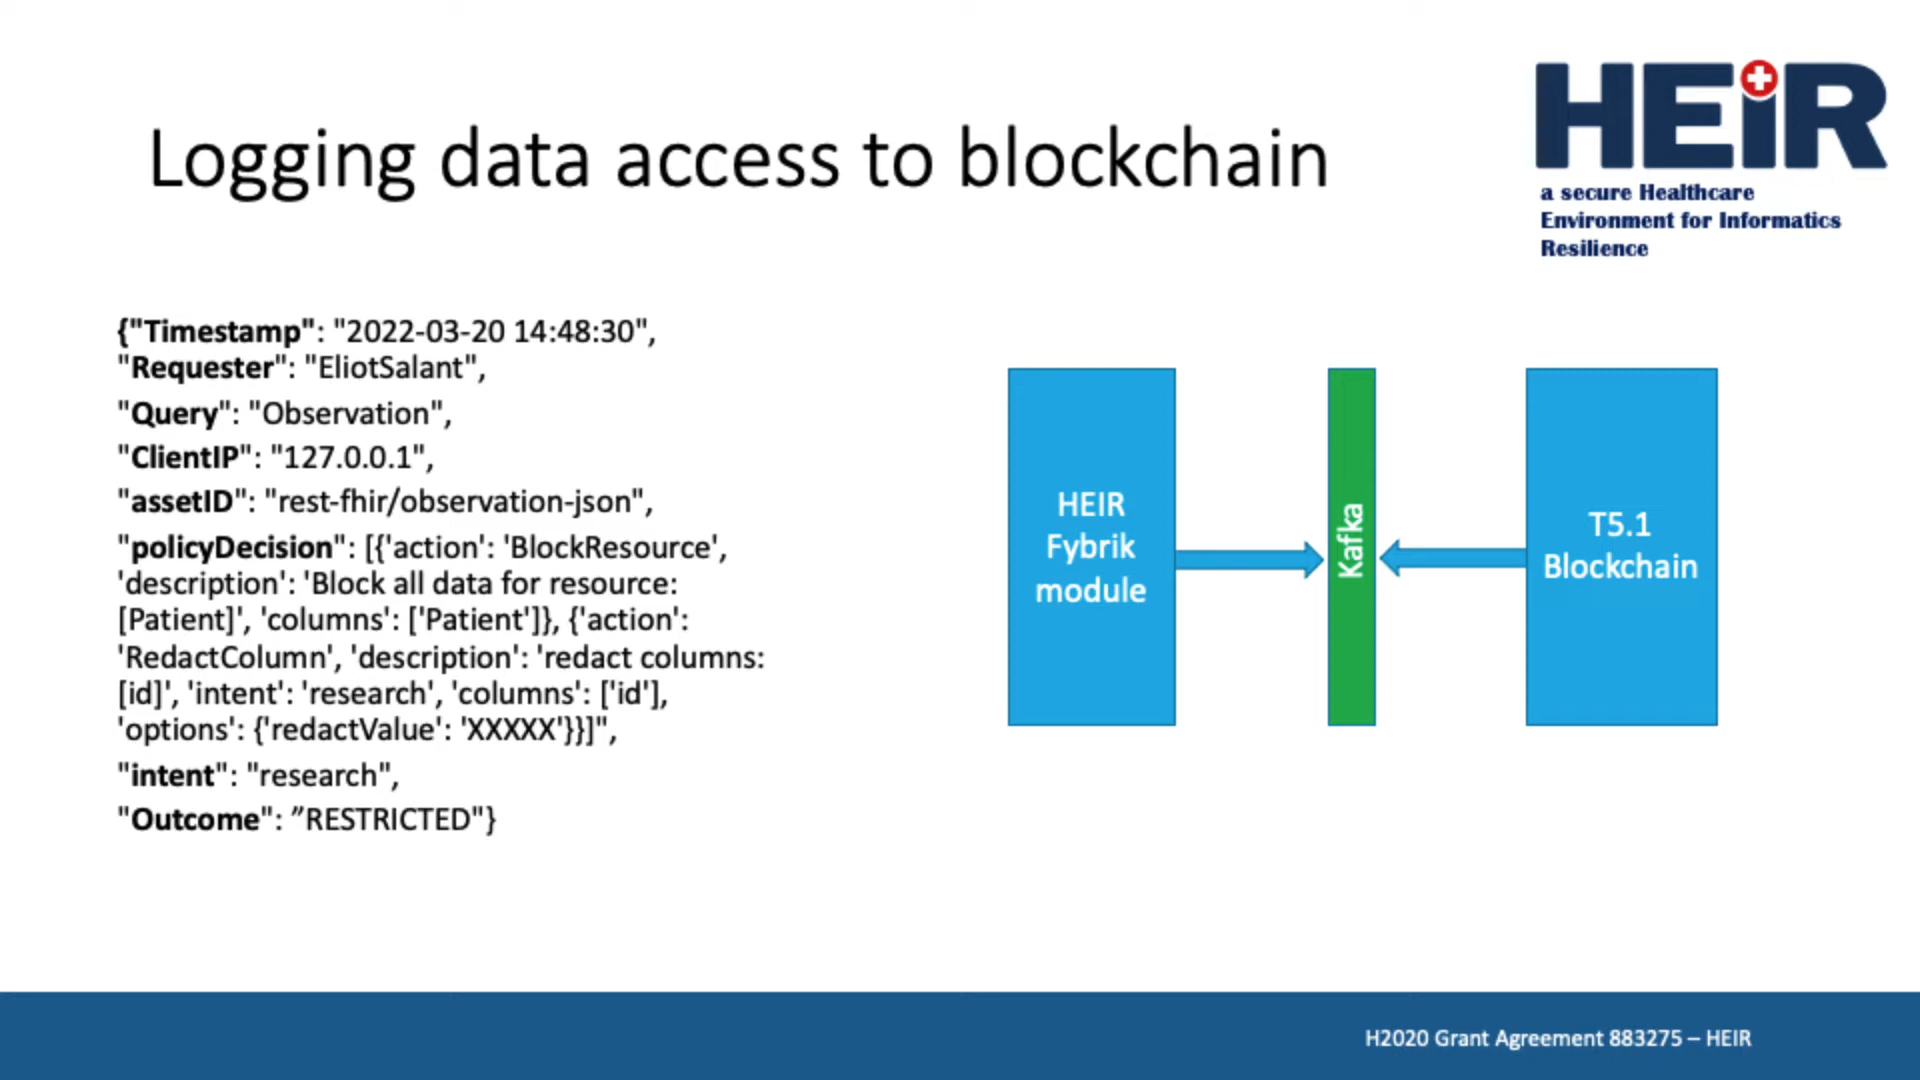 HEiR
a secure Healthcare
Environment for Informatics
Resilience
Logging data access to blockchain
{"Timestamp": "2022-03-20 14:48:30",
"Requester": "EliotSalant",
"Query": "Observation",
"ClientIP": "127.0.0.1",
"assetID": "rest-fhir/observation-json",
"policyDecision": [{'action': 'BlockResource',
'description': 'Block all data for resource:
[Patient]', 'columns': ['Patient']}, {'action':
'RedactColumn', 'description': 'redact columns:
[id]', 'intent': 'research', 'columns': ['id'],
'options': {'redactValue': 'XXXXX'}}]",
"intent": "research",
"Outcome": ”RESTRICTED"}
HEIR
Fybrik
module
Kafka
T5.1
Blockchain
H2020 Grant Agreement 883275 – HEIR